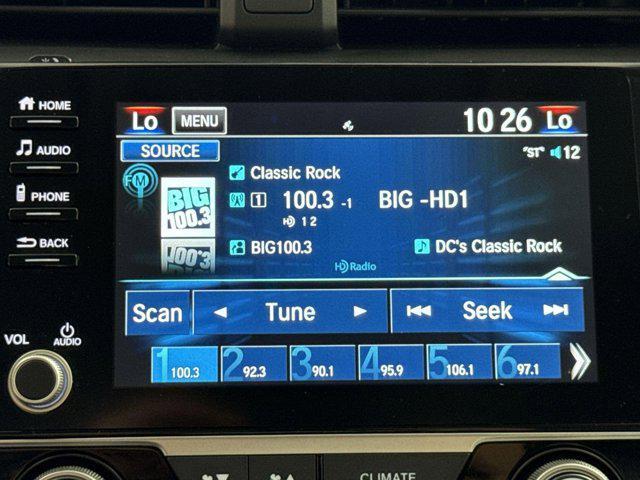 HOME
AUDIO
PHONE
BACK
VOL AUDIO
Lo MENU 10 26 Lo
SOURCE "ST" 12
FM Classic Rock
BIG 100.3
1 100.3 -1 BIG -HD1
HD 1 2
BIG100.3 DC's Classic Rock
HD Radio
Scan Tune Seek
1 100.3 2 92.3 3 90.1 4 95.9 5 106.1 6 97.1
CLIMATE